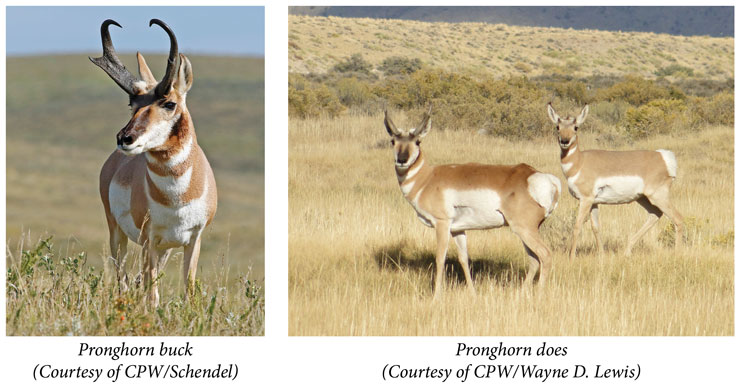 Pronghorn buck
(Courtesy of CPW/Schendel)
Pronghorn does
(Courtesy of CPW/Wayne D. Lewis)